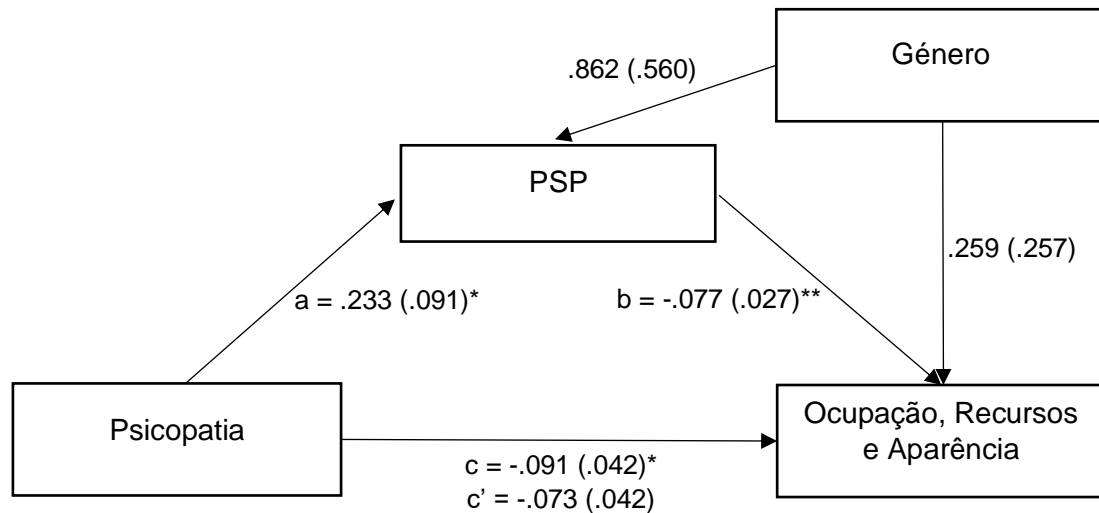 Género
.862 (.560)
PSP
.259 (.257)
a = .233 (.091)*
b = -.077 (.027)**
Psicopatia
Ocupação, Recursos
e Aparência
c = -.091 (.042)*
c’ = -.073 (.042)